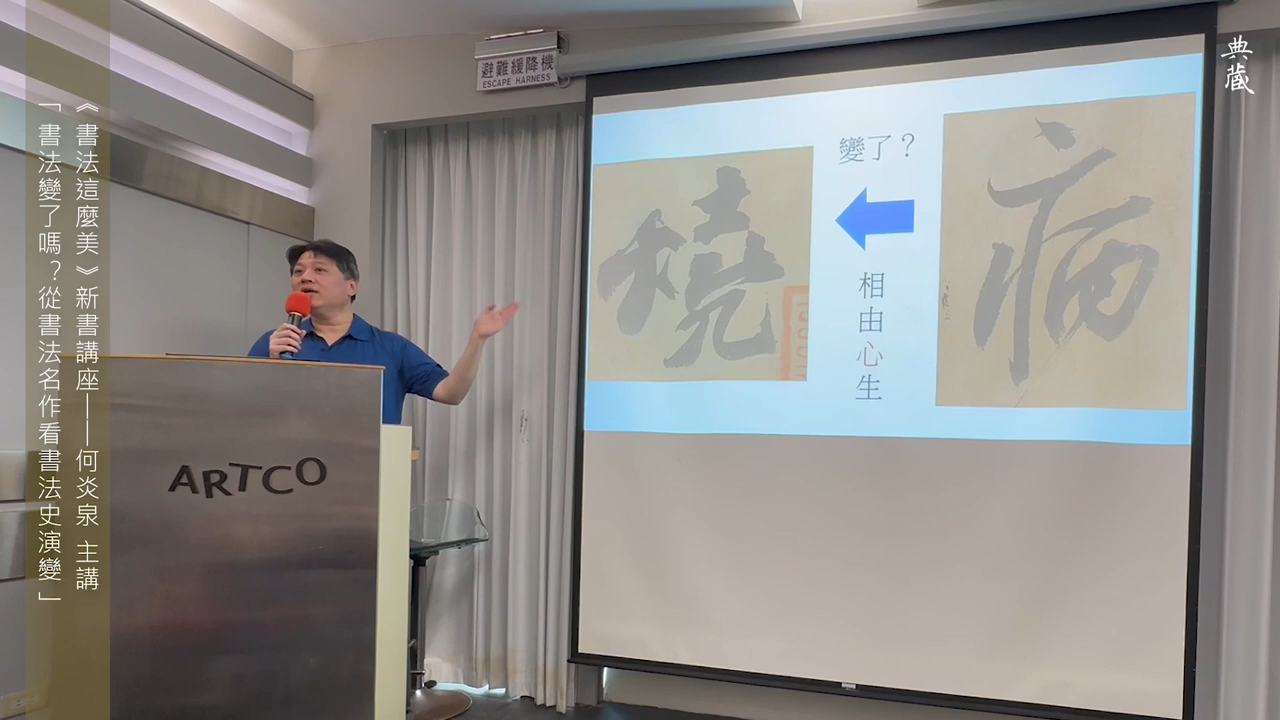 《書法這麼美》新書講座——何炎泉 主講
「書法變了嗎？從書法名作看書法史演變」
避難緩降機
ESCAPE HARNESS
典藏
病
變了？
相由心生
燒
ARTCO